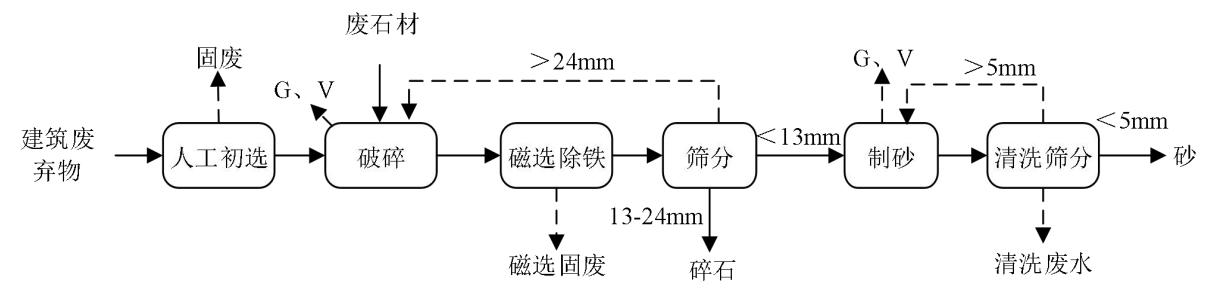 废石材
固废
G、V
>24mm
G、V
>5mm
建筑废
弃物
人工初选
破碎
磁选除铁
筛分
<13mm
制砂
清洗筛分
<5mm
砂
13-24mm
磁选固废
碎石
清洗废水